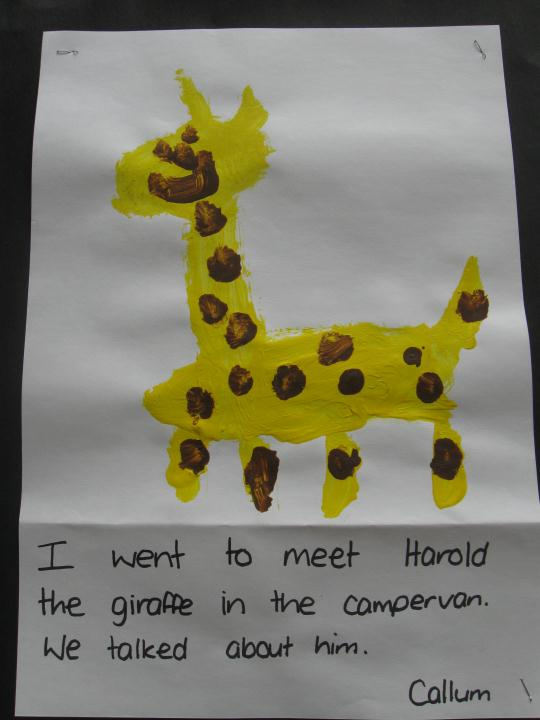 I went to meet Harold
the giraffe in the campervan.
We talked about him.
Callum